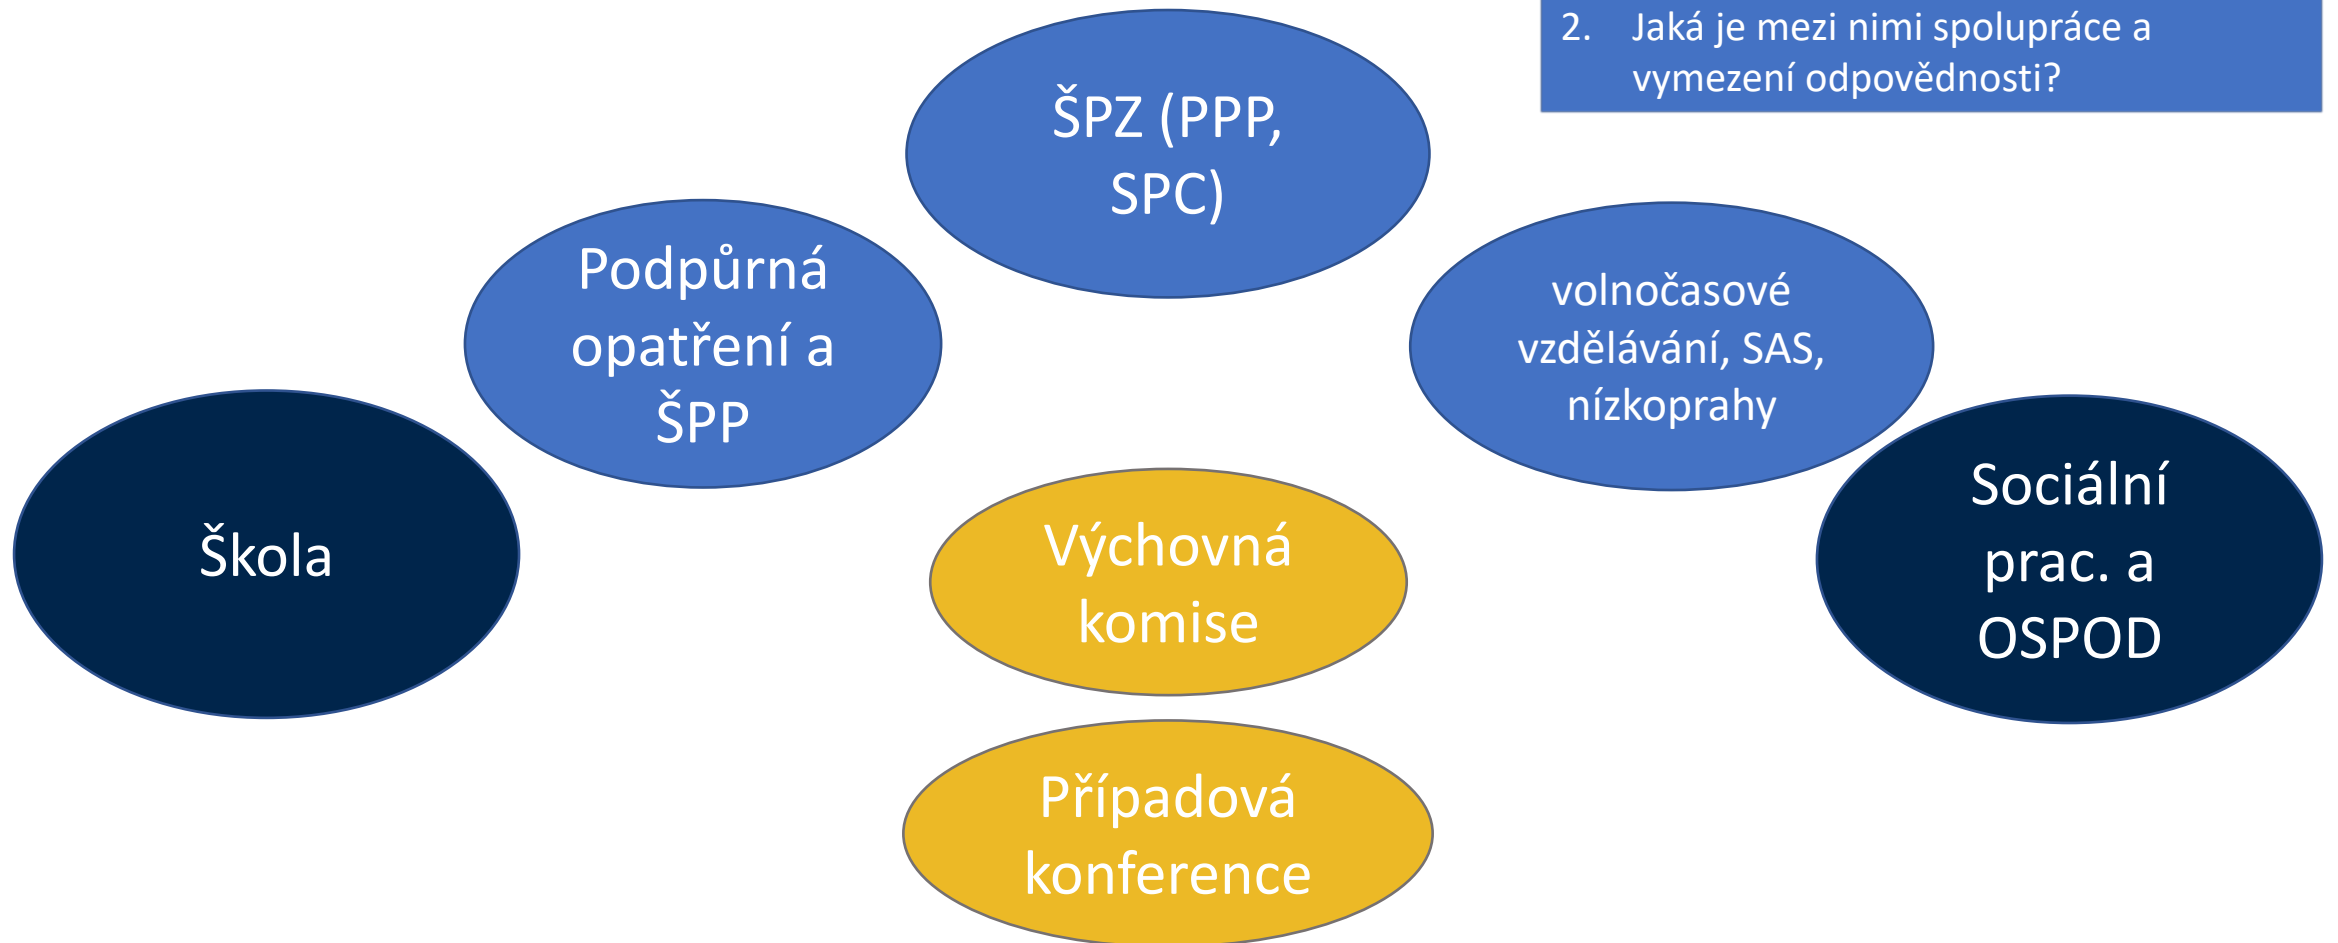 2. Jaká je mezi nimi spolupráce a
vymezení odpovědnosti?
ŠPZ (PPP,
SPC)
Podpůrná
opatření a
ŠPP
volnočasové
vzdělávání, SAS,
nízkoprahy
Škola
Sociální
prac. a
OSPOD
Výchovná
komise
Případová
konference